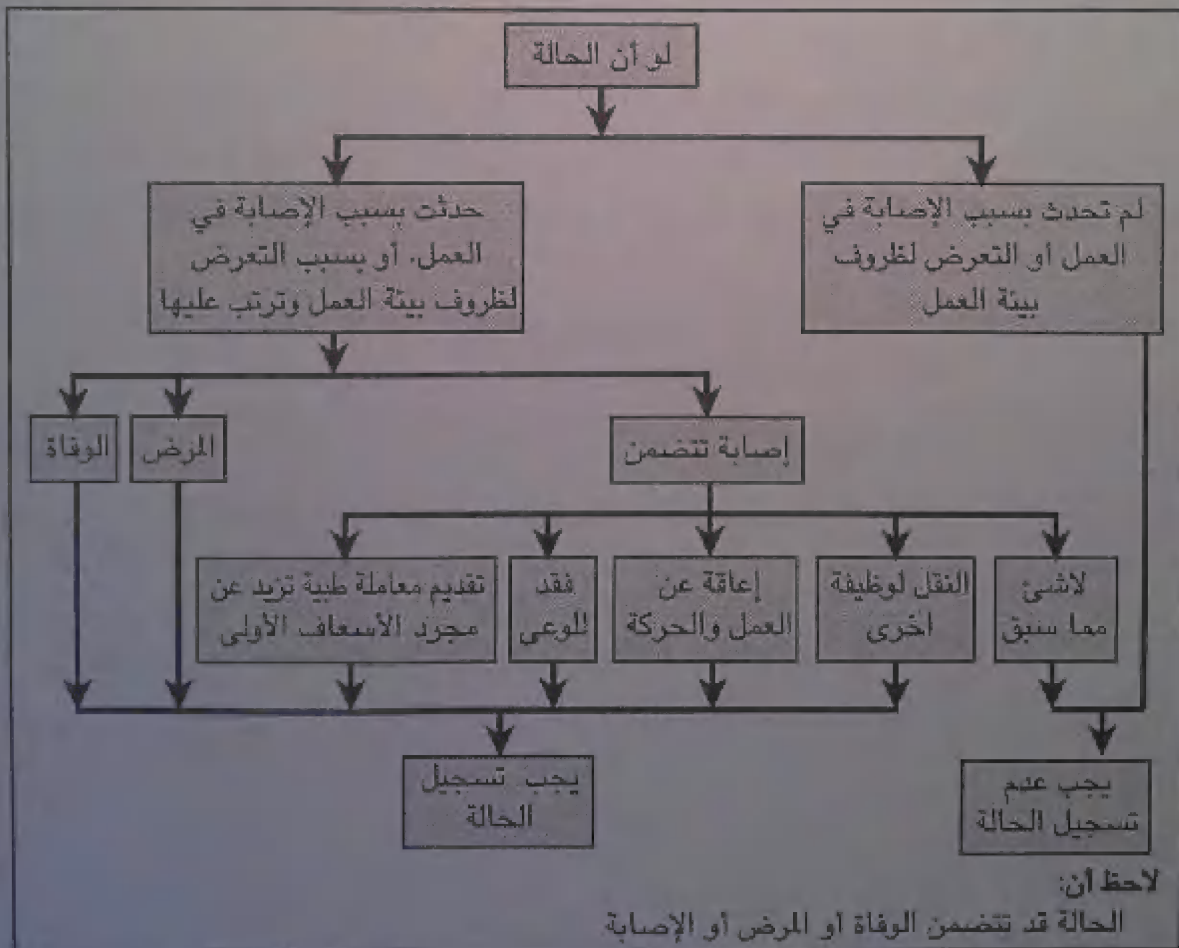 لو أن الحالة
لم تحدث بسبب الإصابة في
العمل أو التعرض لظروف
بيئة العمل
حدثت بسبب الإصابة في
العمل، أو بسبب التعرض
لظروف بيئة العمل وترتب عليها
إصابة تتضمن
المرض
الوفاة
لاشئ
مما سبق
النقل لوظيفة
أخرى
إعاقة عن
العمل والحركة
فقد
الوعى
تقديم معاملة طبية تزيد عن
مجرد الأسعاف الأولى
يجب عدم
تسجيل الحالة
يجب تسجيل
الحالة
لاحظ أن:
الحالة قد تتضمن الوفاة أو المرض أو الإصابة